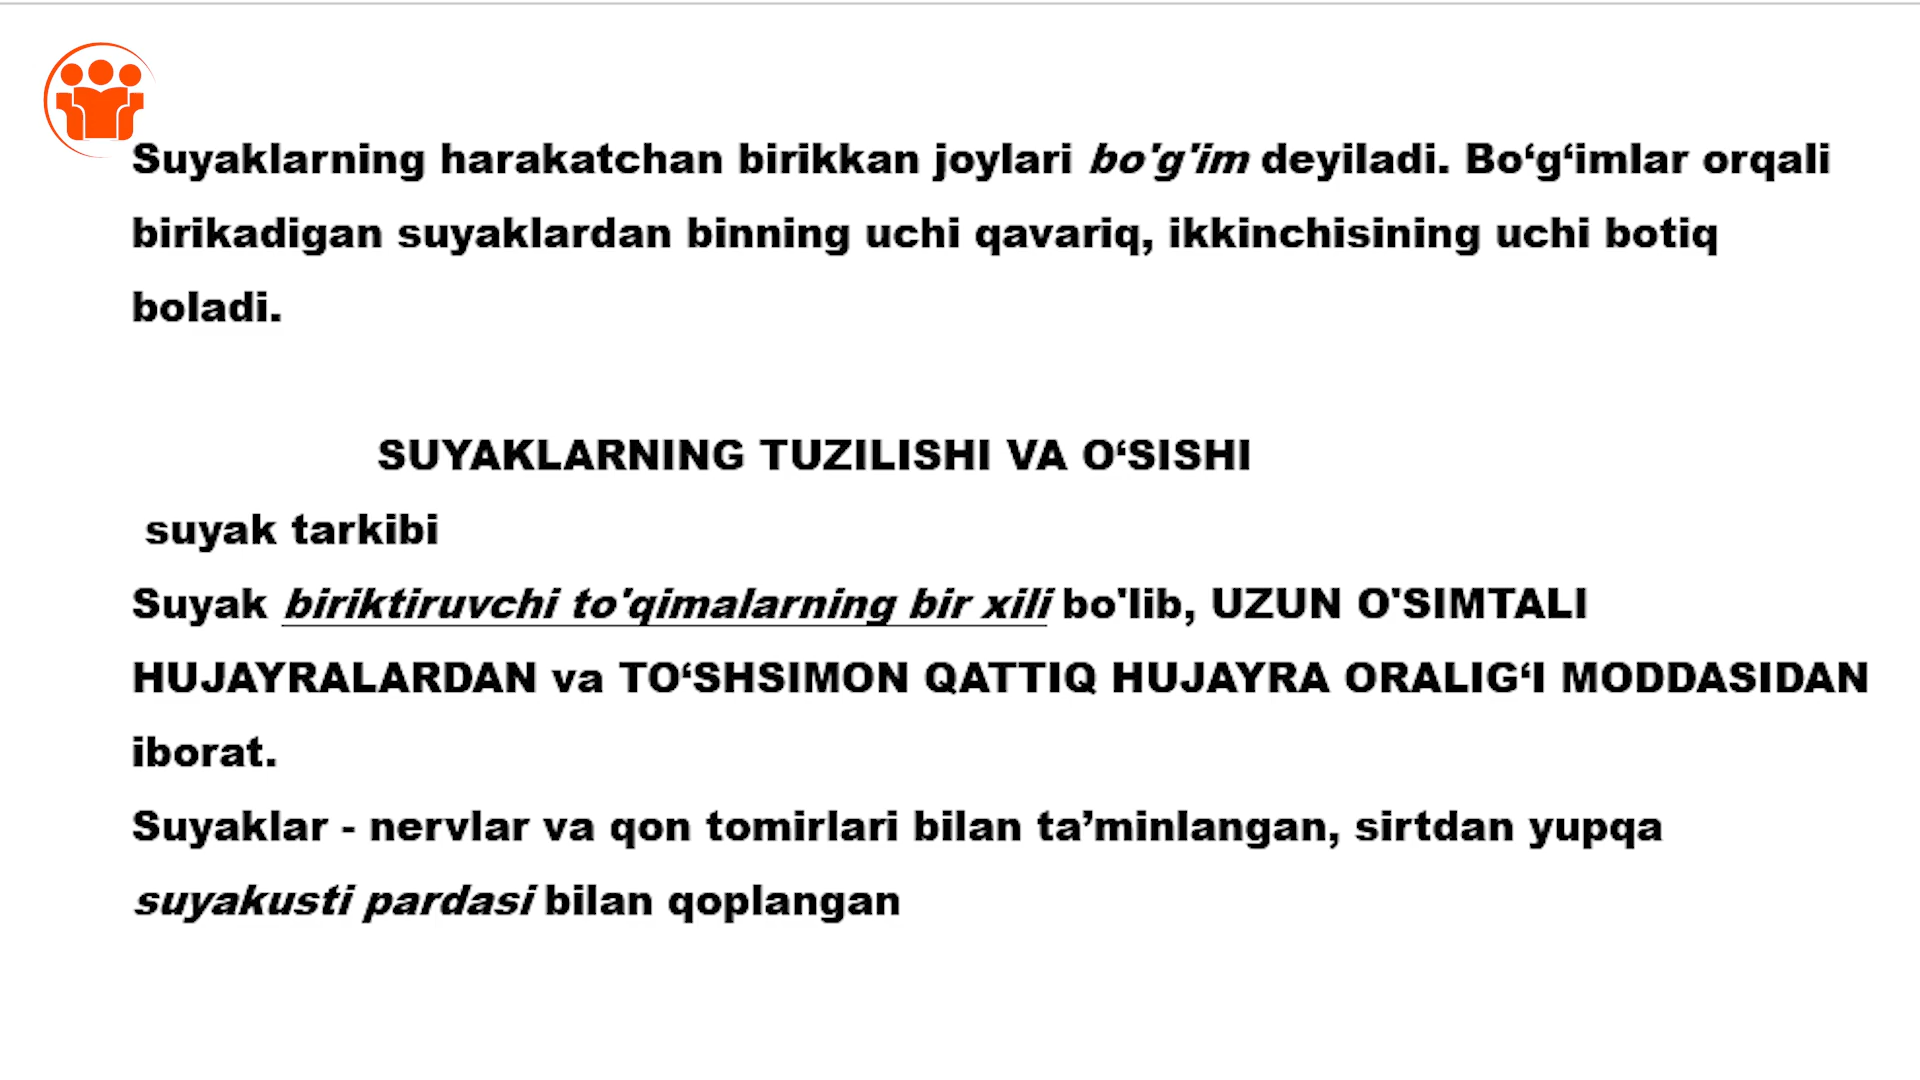 Suyaklarning harakatchan birikkan joylari bo'g'im deyiladi. Bo‘g‘imlar orqali
birikadigan suyaklardan binning uchi qavariq, ikkinchisining uchi botiq
boladi.
SUYAKLARNING TUZILISHI VA O‘SISHI
suyak tarkibi
Suyak biriktiruvchi to'qimalarning bir xili bo'lib, UZUN O'SIMTALI
HUJAYRALARDAN va TO‘SHSIMON QATTIQ HUJAYRA ORALIG‘I MODDASIDAN
iborat.
Suyaklar - nervlar va qon tomirlari bilan ta’minlangan, sirtdan yupqa
suyakusti pardasi bilan qoplangan